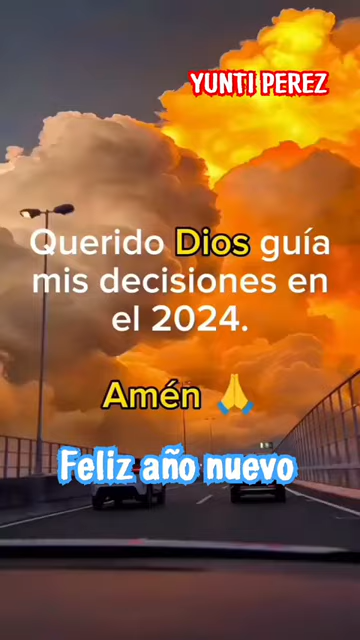 YUNTI PEREZ
Querido Dios guía
mis decisiones en
el 2024.
Amén 🙏
Feliz año nuevo